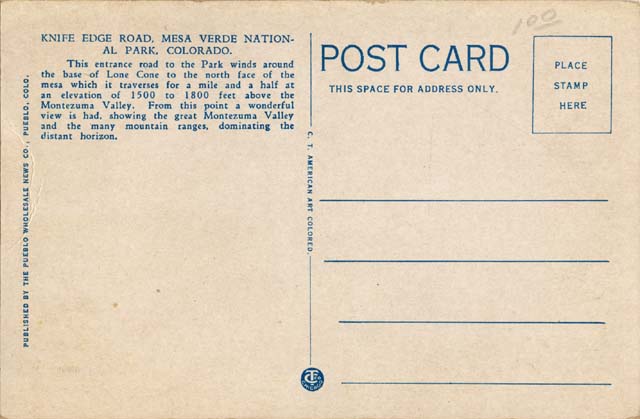 KNIFE EDGE ROAD, MESA VERDE NATION-
AL PARK, COLORADO.
This entrance road to the Park winds around
the base of Lone Cone to the north face of the
mesa which it traverses for a mile and a half at
an elevation of 1500 to 1800 feet above the
Montezuma Valley. From this point a wonderful
view is had, showing the great Montezuma Valley
and the many mountain ranges, dominating the
distant horizon.
PUBLISHED BY THE PUEBLO WHOLESALE NEWS CO., PUEBLO, COLO.
C. T. AMERICAN ART COLORED.
100
POST CARD
THIS SPACE FOR ADDRESS ONLY.
PLACE
STAMP
HERE